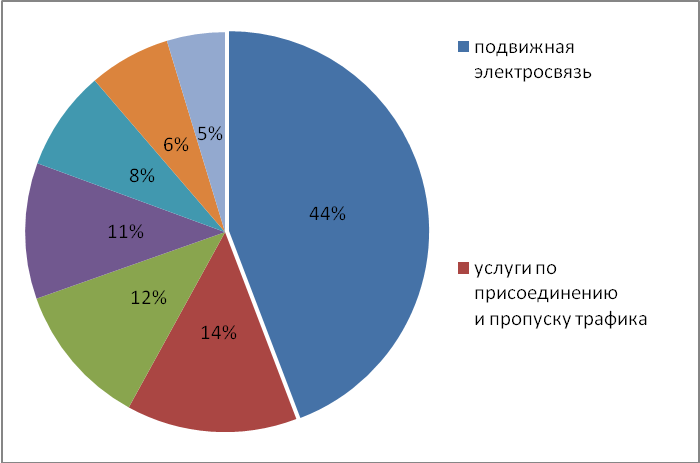 5%
6%
8%
44%
11%
12%
14%
подвижная
электросвязь
услуги по
присоединению
и пропуску трафика